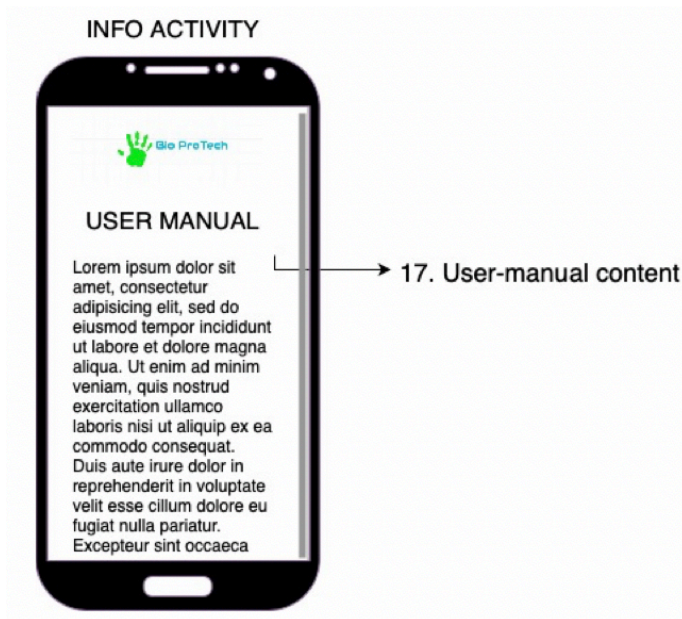 INFO ACTIVITY
Bio ProTech
USER MANUAL
Lorem ipsum dolor sit
amet, consectetur
adipisicing elit, sed do
eiusmod tempor incididunt
ut labore et dolore magna
aliqua. Ut enim ad minim
veniam, quis nostrud
exercitation ullamco
laboris nisi ut aliquip ex ea
commodo consequat.
Duis aute irure dolor in
reprehenderit in voluptate
velit esse cillum dolore eu
fugiat nulla pariatur.
Excepteur sint occaeca
17. User-manual content